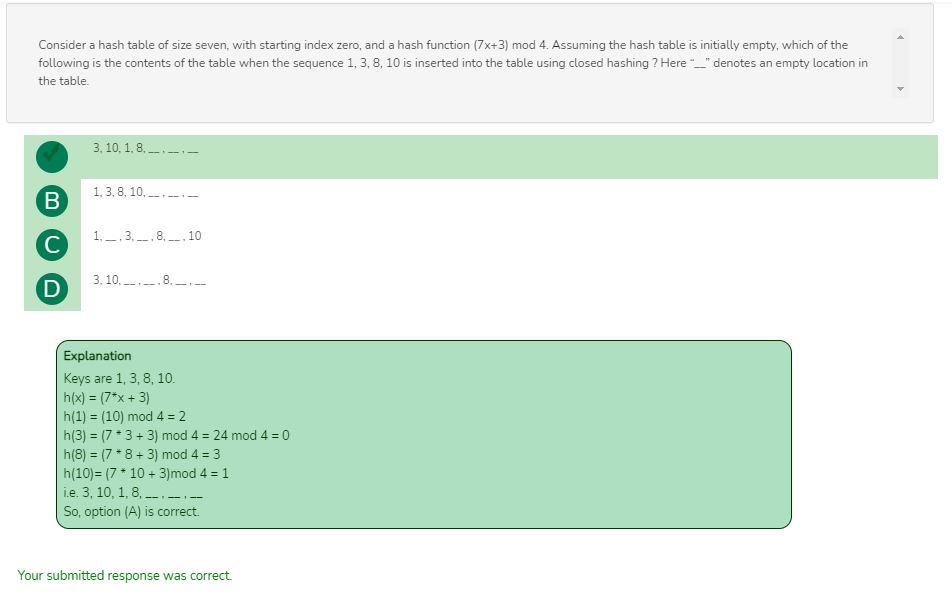 Consider a hash table of size seven, with starting index zero, and a hash function (7x+3) mod 4. Assuming the hash table is initially empty, which of the
following is the contents of the table when the sequence 1, 3, 8, 10 is inserted into the table using closed hashing ? Here “__” denotes an empty location in
the table.
3, 10, 1, 8, __ , __ , __
B 1, 3, 8, 10, __ , __ , __
C 1, __ , 3, __ , 8, __ , 10
D 3, 10, __ , __ , 8, __ , __
Explanation
Keys are 1, 3, 8, 10.
h(x) = (7*x + 3)
h(1) = (10) mod 4 = 2
h(3) = (7 * 3 + 3) mod 4 = 24 mod 4 = 0
h(8) = (7 * 8 + 3) mod 4 = 3
h(10)= (7 * 10 + 3)mod 4 = 1
i.e. 3, 10, 1, 8, __ , __ , __
So, option (A) is correct.
Your submitted response was correct.